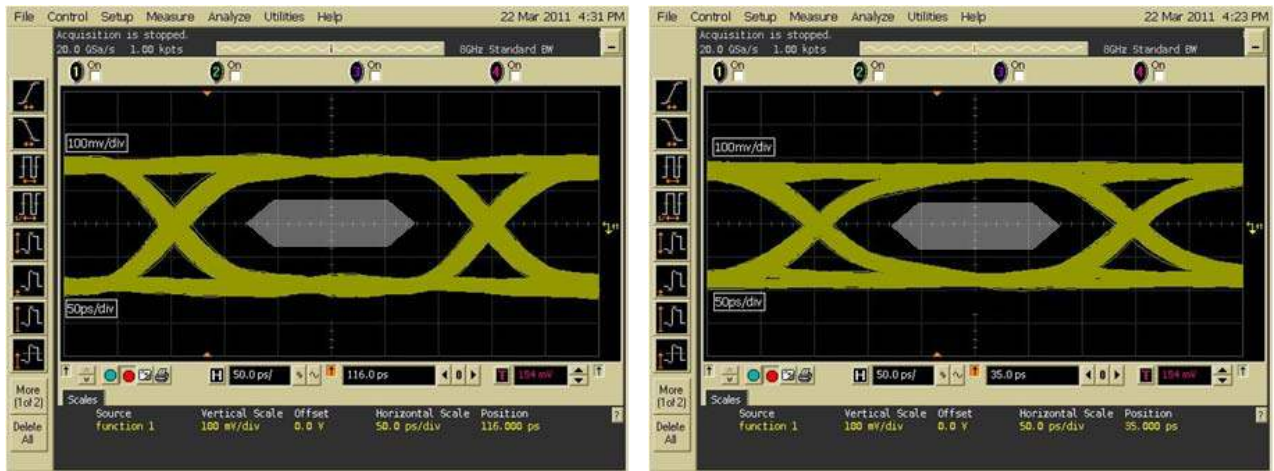 File Control Setup Measure Analyze Utilities Help 22 Mar 2011 4:31 PM
Acquisition is stopped.
20.0 GSa/s 1.00 kpts 8GHz Standard BW
1 On 2 On 3 On 4 On
100mv/div
50ps/div
More
(1of 2)
Delete
All
H 50.0 ps/ 116.0 ps 0 T 154 mV
Scales
Source Vertical Scale Offset Horizontal Scale Position
function 1 100 mV/div 0.0 V 50.0 ps/div 116.000 ps
File Control Setup Measure Analyze Utilities Help 22 Mar 2011 4:23 PM
Acquisition is stopped.
20.0 GSa/s 1.00 kpts 8GHz Standard BW
1 On 2 On 3 On 4 On
100mv/div
50ps/div
More
(1of 2)
Delete
All
H 50.0 ps/ 35.0 ps 0 T 154 mV
Scales
Source Vertical Scale Offset Horizontal Scale Position
function 1 100 mV/div 0.0 V 50.0 ps/div 35.000 ps